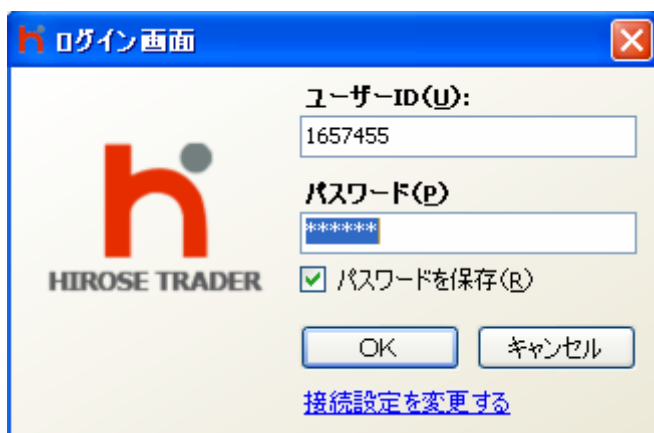 ログイン画面
ユーザーID(U):
1657455
パスワード(P)
******
HIROSE TRADER
パスワードを保存(R)
OK
キャンセル
接続設定を変更する